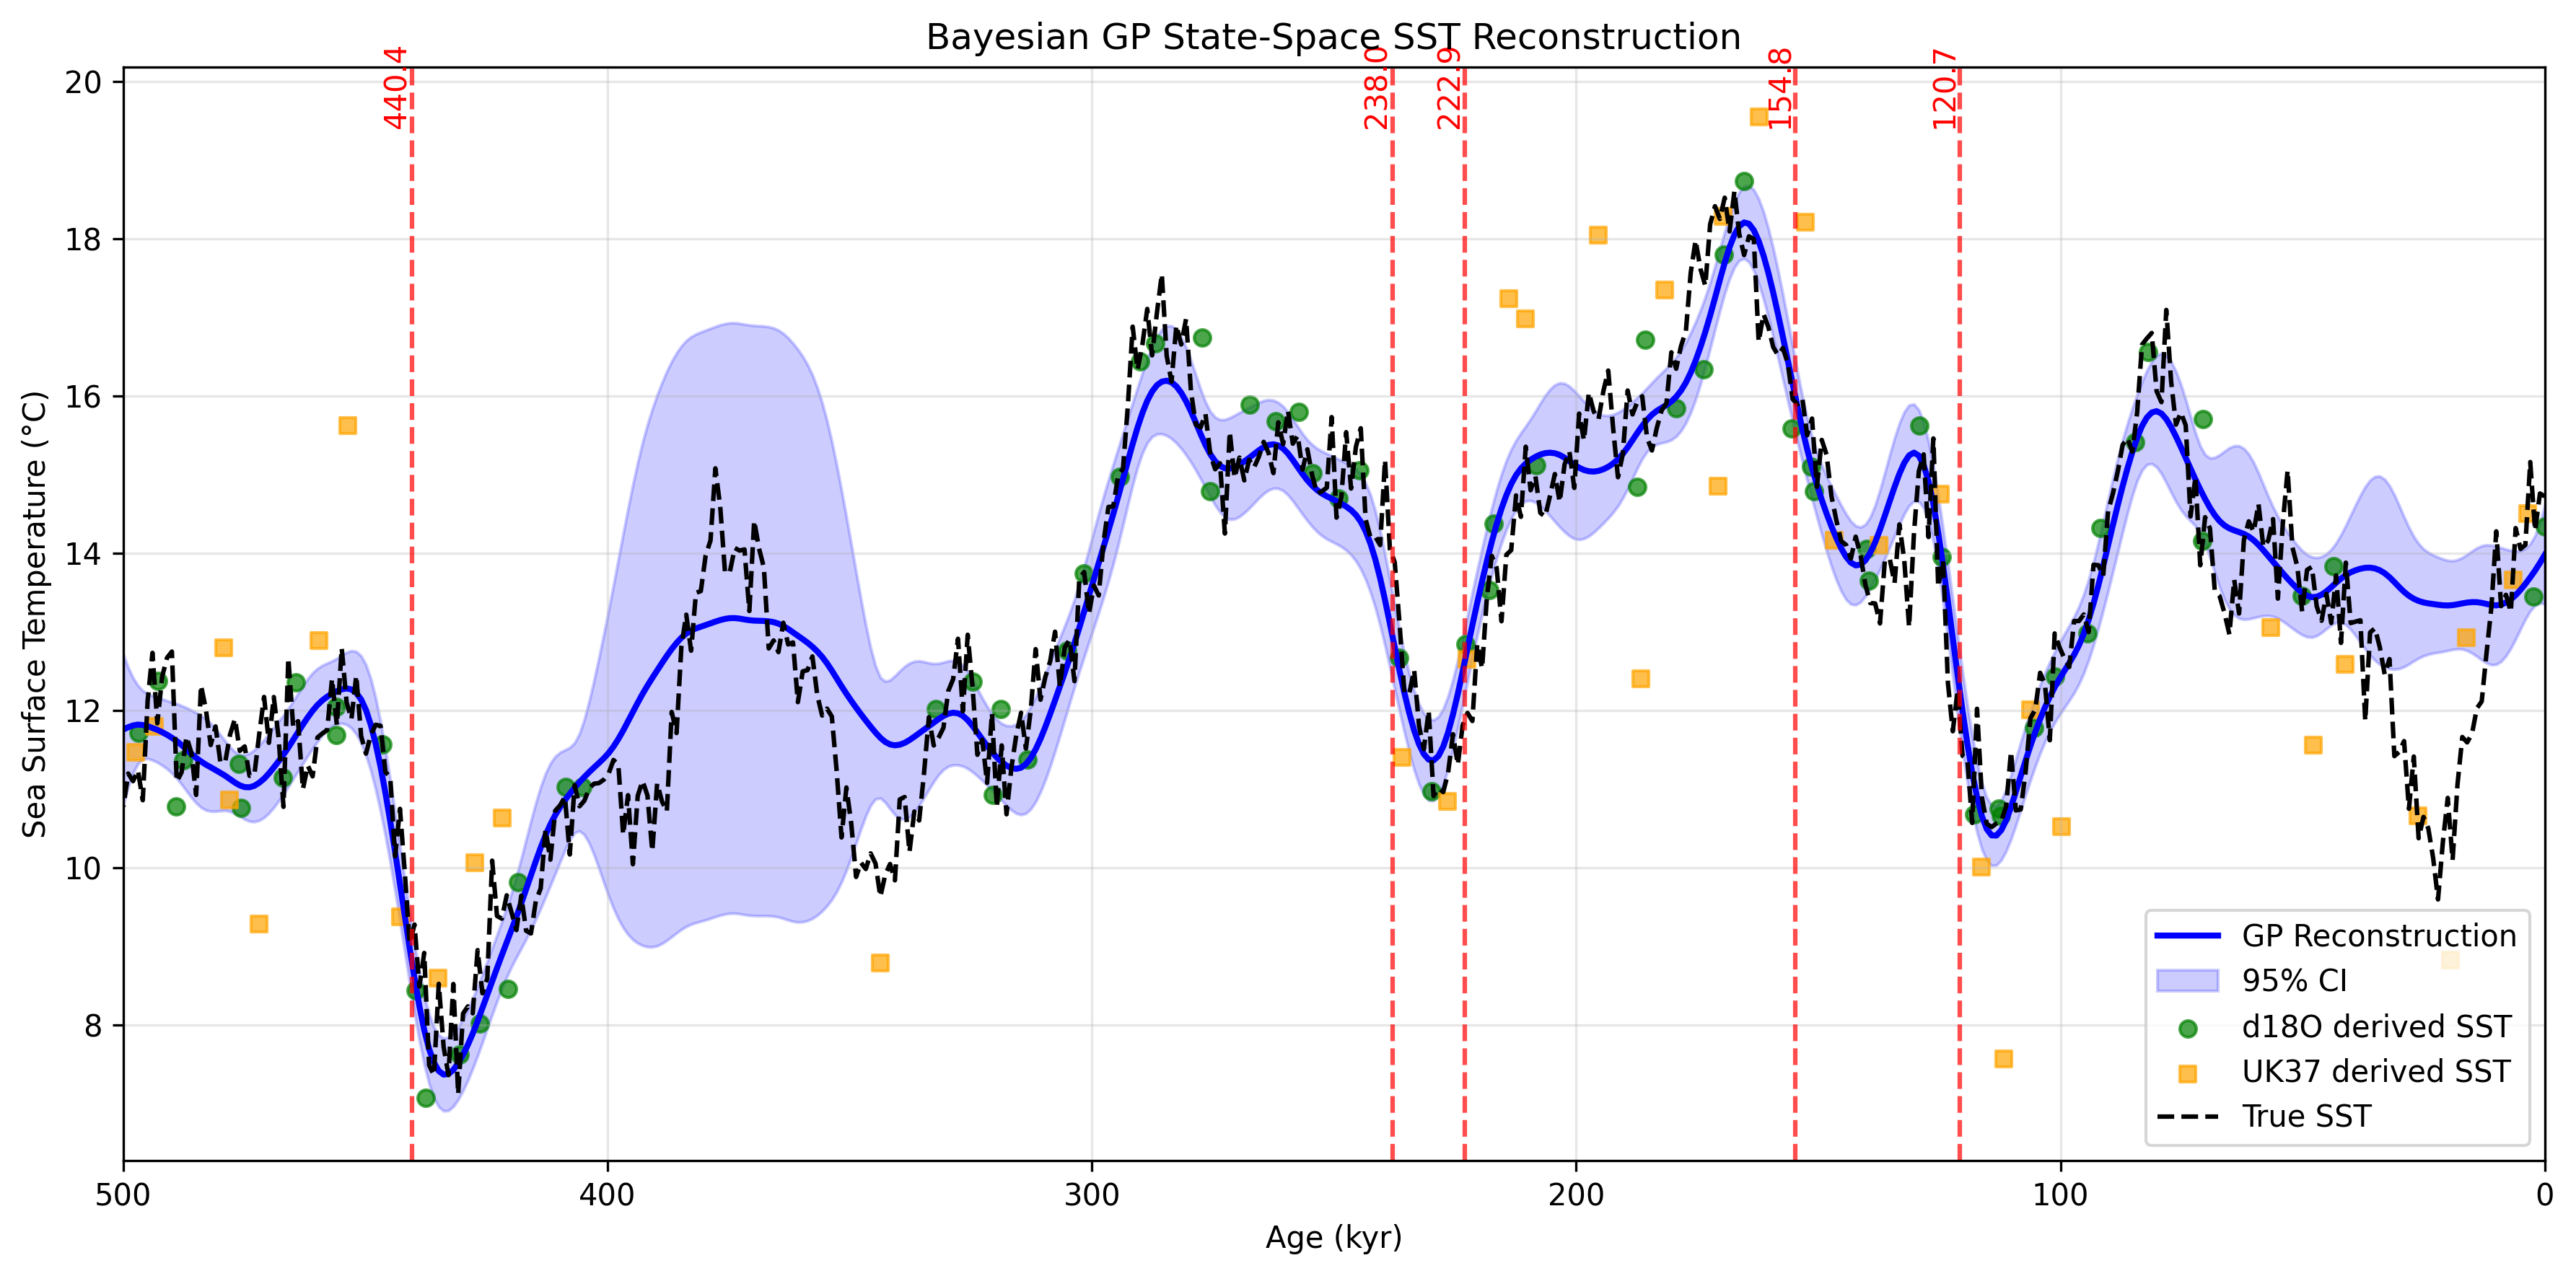 Bayesian GP State-Space SST Reconstruction
440.4
238.0
222.9
154.8
120.7
Sea Surface Temperature (°C)
20
18
16
14
12
10
8
GP Reconstruction
95% CI
d18O derived SST
UK37 derived SST
True SST
500 400 300 200 100 0
Age (kyr)